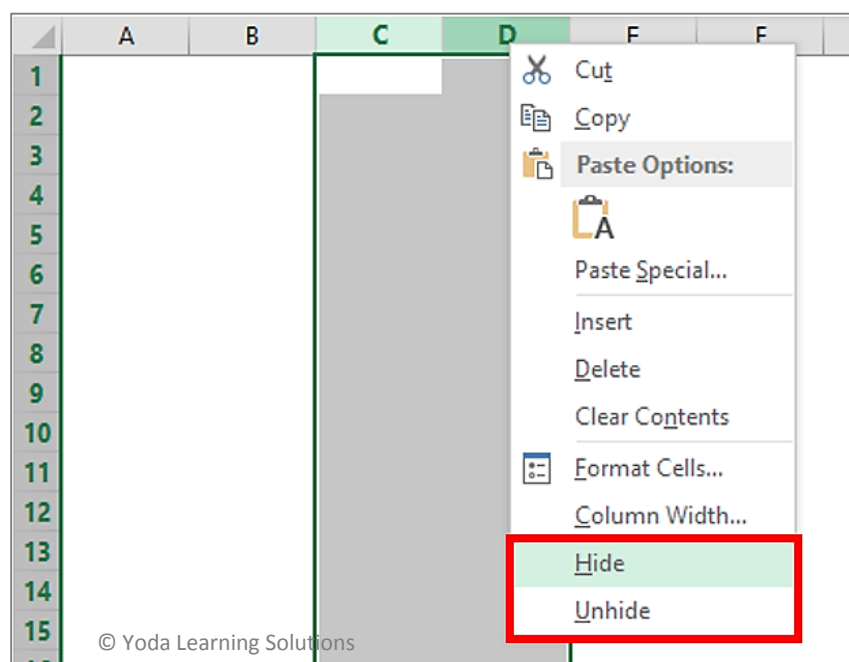 A B C D E F
1
2
3
4
5
6
7
8
9
10
11
12
13
14
15
Cut
Copy
Paste Options:
A
Paste Special...
Insert
Delete
Clear Contents
Format Cells...
Column Width...
Hide
Unhide
© Yoda Learning Solutions